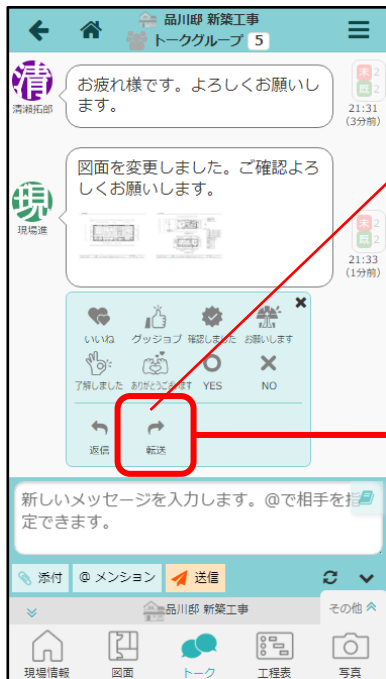 品川邸 新築工事
トークグループ 5
清
清瀬拓郎
お疲れ様です。よろしくお願いし
ます。
未 2
既 2
21:31
(3分前)
図面を変更しました。ご確認よろ
しくお願いします。
現
現場進
未 2
既 2
21:33
(1分前)
いいね
グッジョブ
確認しました
お願いします
了解しました
ありがとうございます
YES
NO
返信
転送
新しいメッセージを入力します。@で相手を指
定できます。
添付
@ メンション
送信
品川邸 新築工事
その他
現場情報
図面
トーク
工程表
写真